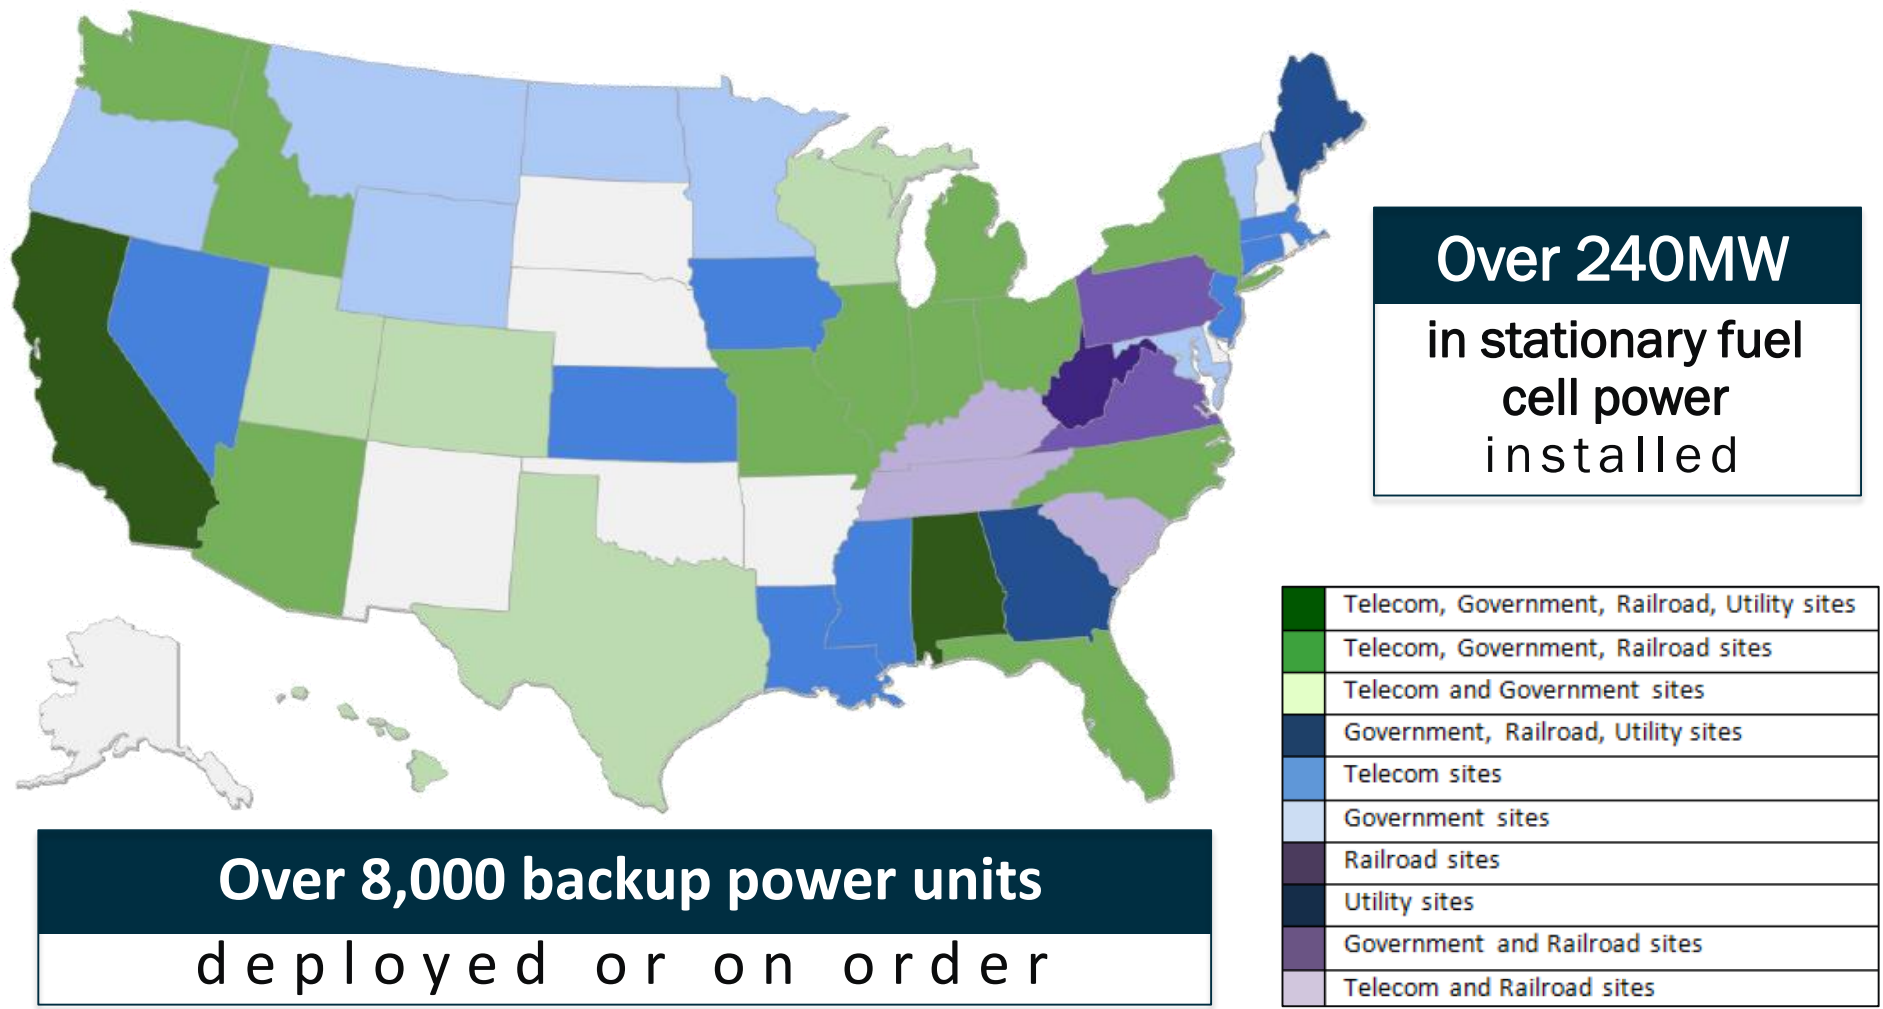 Over 240MW
in stationary fuel
cell power
installed
Telecom, Government, Railroad, Utility sites
Telecom, Government, Railroad sites
Telecom and Government sites
Government, Railroad, Utility sites
Telecom sites
Government sites
Railroad sites
Utility sites
Government and Railroad sites
Telecom and Railroad sites
Over 8,000 backup power units
deployed or on order